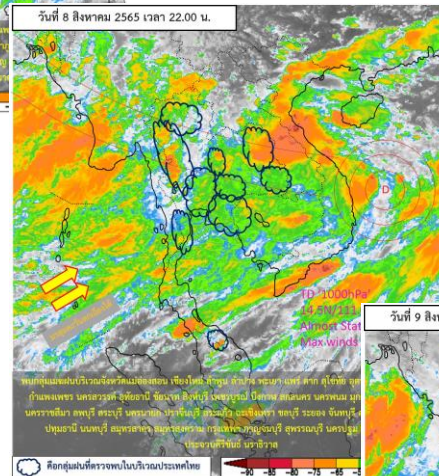 วันที่ 8 สิงหาคม 2565 เวลา 22.00 น.
D
TD '1000hPa'
14.5N/111.
Almost Stat
Max winds
วันที่ 9 สิงห
พบกลุ่มเมฆฝนบริเวณจังหวัดแม่ฮ่องสอน เชียงใหม่ ลำพูน ลำปาง พะเยา แพร่ ตาก สุโขทัย อุต
กำแพงเพชร นครสวรรค์ อุทัยธานี ชัยนาท สิงห์บุรี เพชรบูรณ์ บึงกาฬ สกลนคร นครพนม มุก
นครราชสีมา ลพบุรี สระบุรี นครนายก ปราจีนบุรี สระแก้ว ฉะเชิงเทรา ชลบุรี ระยอง จันทบุรี
ปทุมธานี นนทบุรี สมุทรสาคร สมุทรสงคราม กรุงเทพฯ กาญจนบุรี สุพรรณบุรี นครปฐม
ประจวบคีรีขันธ์ นราธิวาส
คือกลุ่มฝนที่ตรวจพบในบริเวณประเทศไทย
-90 -85 -80 -75 -65